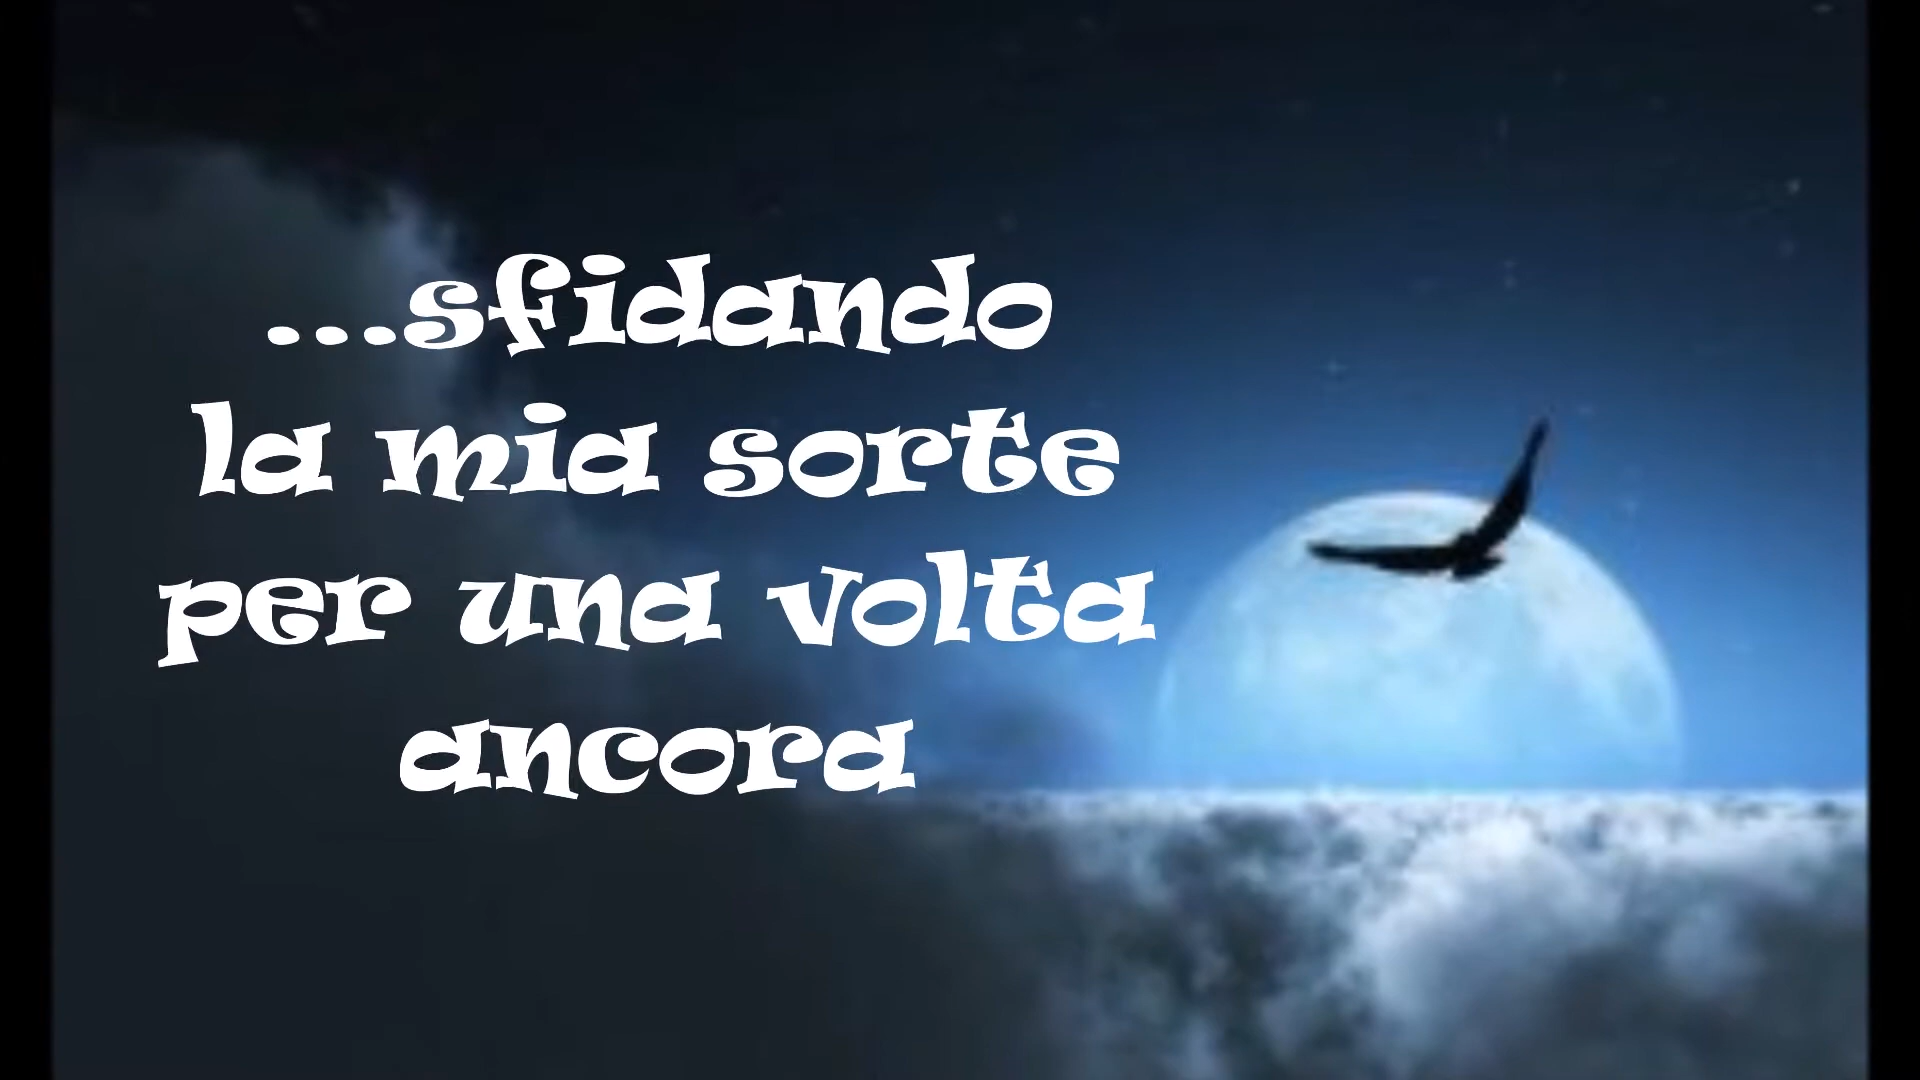 ...sfidando
la mia sorte
per una volta
ancora